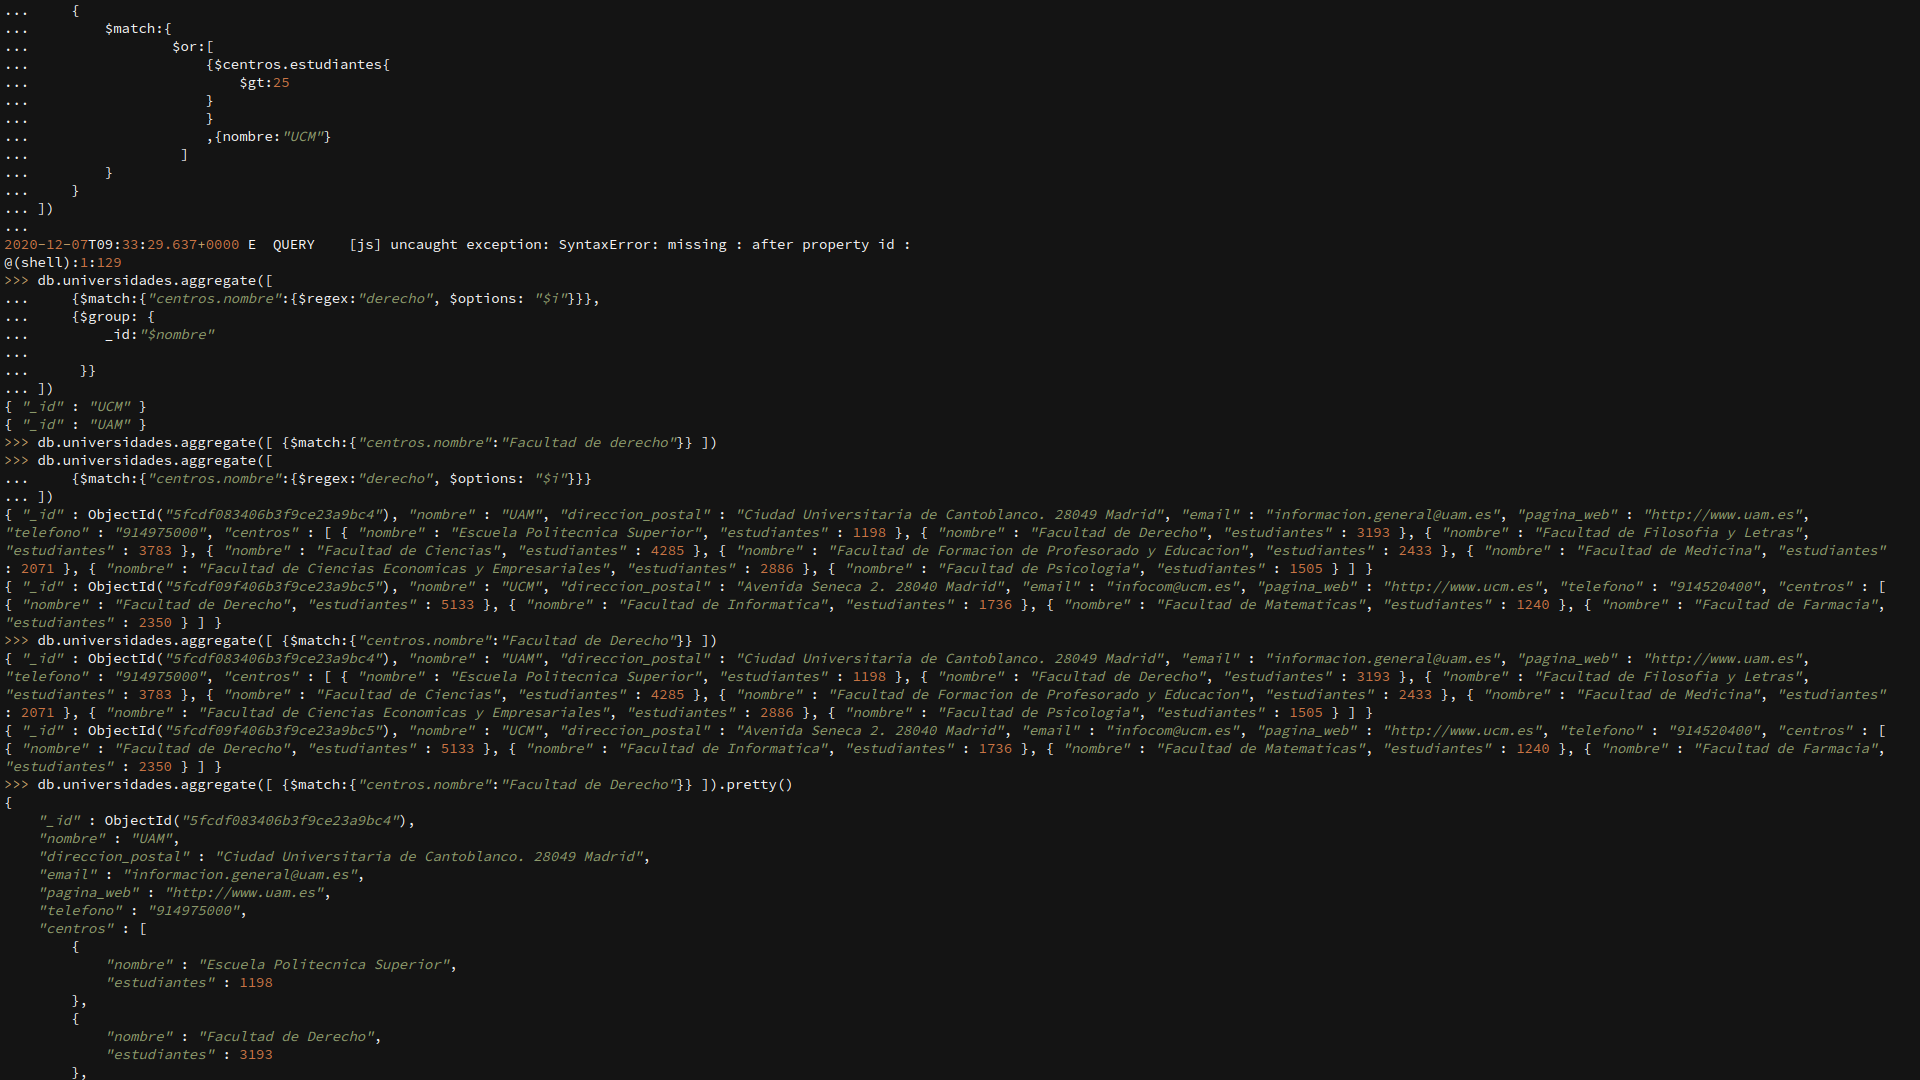 ...     {
...         $match:{
...                 $or:[
...                     {$centros.estudiantes{
...                         $gt:25
...                     }
...                     }
...                     ,{nombre:"UCM"}
...                  ]
...         }
...     }
... ])
...
2020-12-07T09:33:29.637+0000 E  QUERY    [js] uncaught exception: SyntaxError: missing : after property id :
@(shell):1:129
>>> db.universidades.aggregate([
...     {$match:{"centros.nombre":{$regex:"derecho", $options: "$i"}}},
...     {$group: {
...         _id:"$nombre"
...
...      }}
... ])
{ "_id" : "UCM" }
{ "_id" : "UAM" }
>>> db.universidades.aggregate([ {$match:{"centros.nombre":"Facultad de derecho"}} ])
>>> db.universidades.aggregate([
...     {$match:{"centros.nombre":{$regex:"derecho", $options: "$i"}}}
... ])
{ "_id" : ObjectId("5fcdf083406b3f9ce23a9bc4"), "nombre" : "UAM", "direccion_postal" : "Ciudad Universitaria de Cantoblanco. 28049 Madrid", "email" : "informacion.general@uam.es", "pagina_web" : "http://www.uam.es",
"telefono" : "914975000", "centros" : [ { "nombre" : "Escuela Politecnica Superior", "estudiantes" : 1198 }, { "nombre" : "Facultad de Derecho", "estudiantes" : 3193 }, { "nombre" : "Facultad de Filosofia y Letras",
"estudiantes" : 3783 }, { "nombre" : "Facultad de Ciencias", "estudiantes" : 4285 }, { "nombre" : "Facultad de Formacion de Profesorado y Educacion", "estudiantes" : 2433 }, { "nombre" : "Facultad de Medicina", "estudiantes"
: 2071 }, { "nombre" : "Facultad de Ciencias Economicas y Empresariales", "estudiantes" : 2886 }, { "nombre" : "Facultad de Psicologia", "estudiantes" : 1505 } ] }
{ "_id" : ObjectId("5fcdf09f406b3f9ce23a9bc5"), "nombre" : "UCM", "direccion_postal" : "Avenida Seneca 2. 28040 Madrid", "email" : "infocom@ucm.es", "pagina_web" : "http://www.ucm.es", "telefono" : "914520400", "centros" : [
{ "nombre" : "Facultad de Derecho", "estudiantes" : 5133 }, { "nombre" : "Facultad de Informatica", "estudiantes" : 1736 }, { "nombre" : "Facultad de Matematicas", "estudiantes" : 1240 }, { "nombre" : "Facultad de Farmacia",
"estudiantes" : 2350 } ] }
>>> db.universidades.aggregate([ {$match:{"centros.nombre":"Facultad de Derecho"}} ])
{ "_id" : ObjectId("5fcdf083406b3f9ce23a9bc4"), "nombre" : "UAM", "direccion_postal" : "Ciudad Universitaria de Cantoblanco. 28049 Madrid", "email" : "informacion.general@uam.es", "pagina_web" : "http://www.uam.es",
"telefono" : "914975000", "centros" : [ { "nombre" : "Escuela Politecnica Superior", "estudiantes" : 1198 }, { "nombre" : "Facultad de Derecho", "estudiantes" : 3193 }, { "nombre" : "Facultad de Filosofia y Letras",
"estudiantes" : 3783 }, { "nombre" : "Facultad de Ciencias", "estudiantes" : 4285 }, { "nombre" : "Facultad de Formacion de Profesorado y Educacion", "estudiantes" : 2433 }, { "nombre" : "Facultad de Medicina", "estudiantes"
: 2071 }, { "nombre" : "Facultad de Ciencias Economicas y Empresariales", "estudiantes" : 2886 }, { "nombre" : "Facultad de Psicologia", "estudiantes" : 1505 } ] }
{ "_id" : ObjectId("5fcdf09f406b3f9ce23a9bc5"), "nombre" : "UCM", "direccion_postal" : "Avenida Seneca 2. 28040 Madrid", "email" : "infocom@ucm.es", "pagina_web" : "http://www.ucm.es", "telefono" : "914520400", "centros" : [
{ "nombre" : "Facultad de Derecho", "estudiantes" : 5133 }, { "nombre" : "Facultad de Informatica", "estudiantes" : 1736 }, { "nombre" : "Facultad de Matematicas", "estudiantes" : 1240 }, { "nombre" : "Facultad de Farmacia",
"estudiantes" : 2350 } ] }
>>> db.universidades.aggregate([ {$match:{"centros.nombre":"Facultad de Derecho"}} ]).pretty()
{
    "_id" : ObjectId("5fcdf083406b3f9ce23a9bc4"),
    "nombre" : "UAM",
    "direccion_postal" : "Ciudad Universitaria de Cantoblanco. 28049 Madrid",
    "email" : "informacion.general@uam.es",
    "pagina_web" : "http://www.uam.es",
    "telefono" : "914975000",
    "centros" : [
        {
            "nombre" : "Escuela Politecnica Superior",
            "estudiantes" : 1198
        },
        {
            "nombre" : "Facultad de Derecho",
            "estudiantes" : 3193
        },